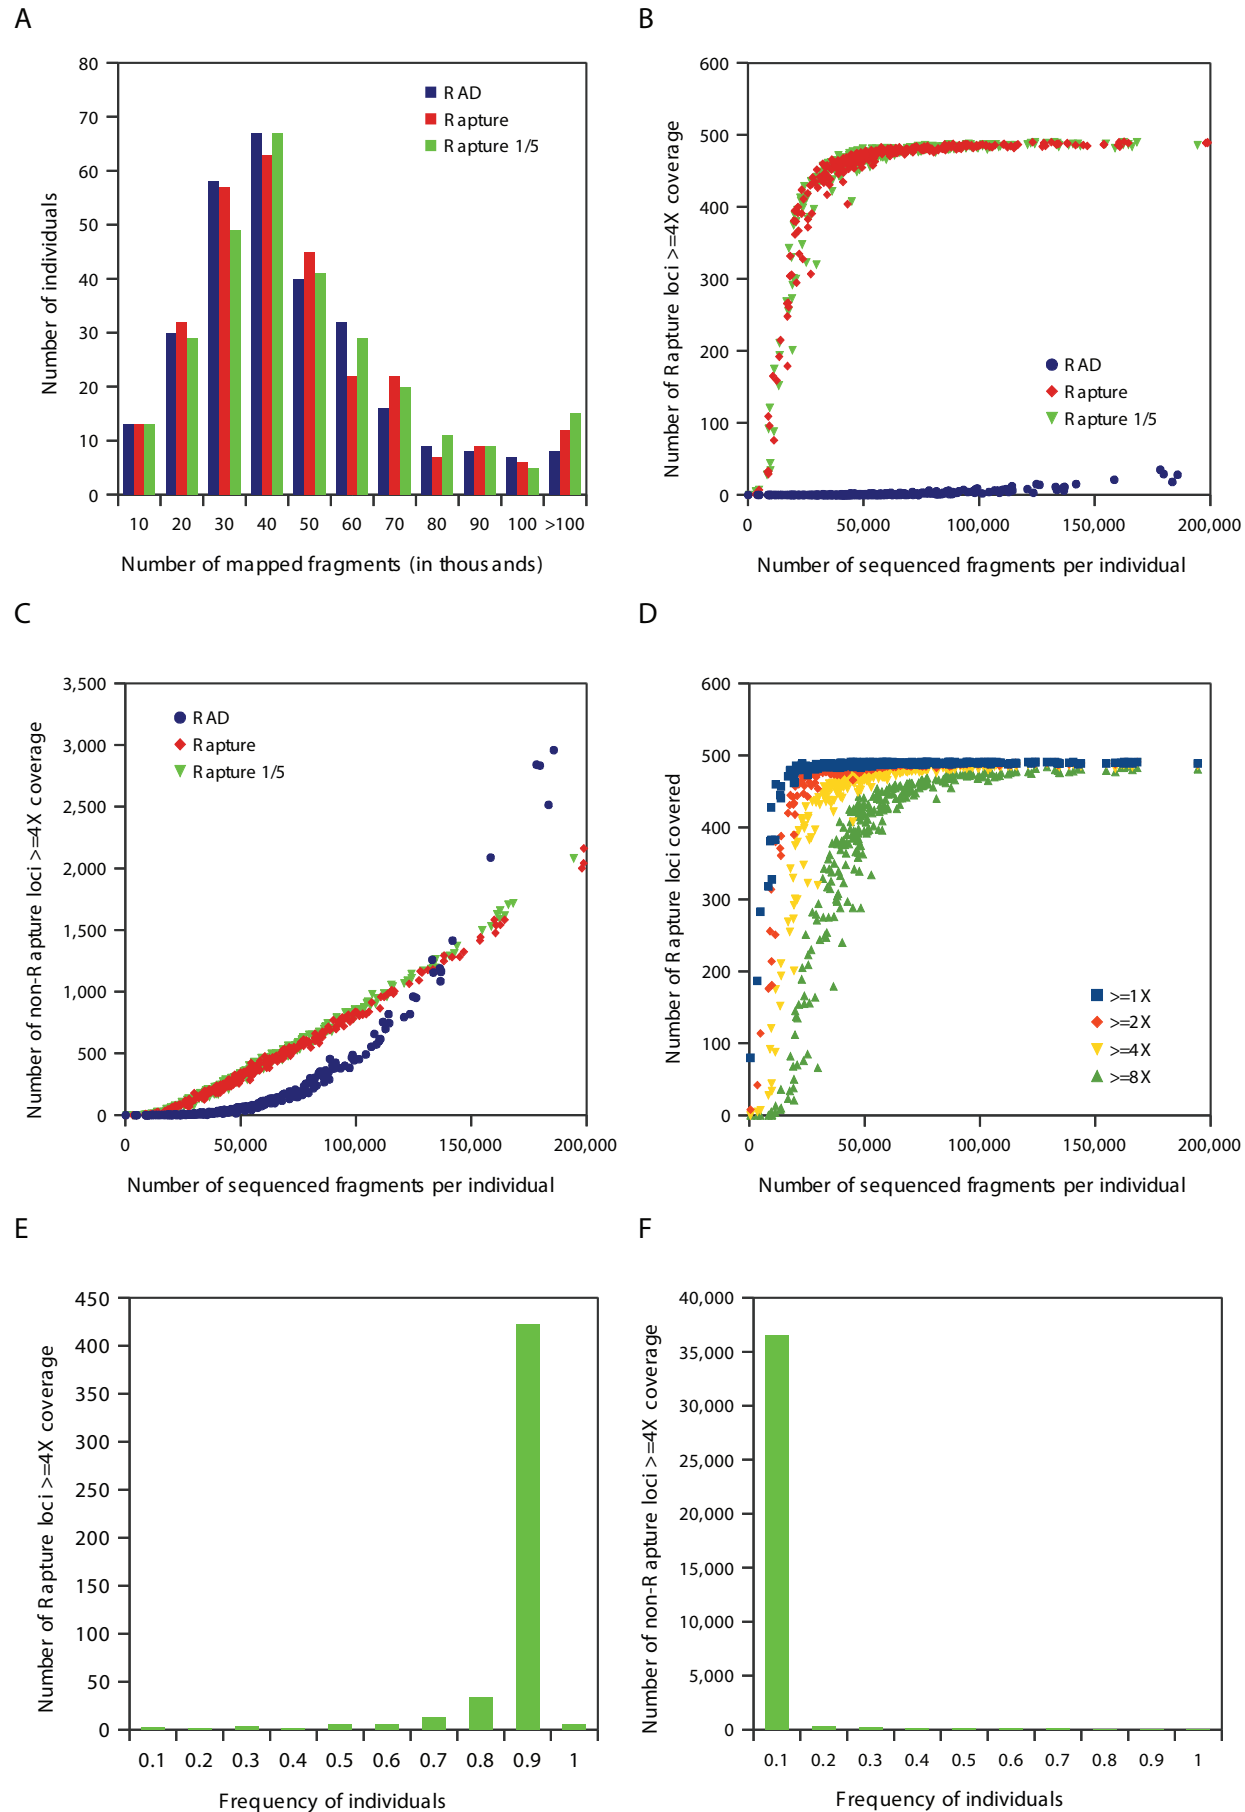 A
Number of individuals
80
70
60
50
40
30
20
10
0
RAD
Rapture
Rapture 1/5
10 20 30 40 50 60 70 80 90 100 >100
Number of mapped fragments (in thousands)
B
Number of Rapture loci >=4X coverage
600
500
400
300
200
100
0
RAD
Rapture
Rapture 1/5
0 50,000 100,000 150,000 200,000
Number of sequenced fragments per individual
C
Number of non-Rapture loci >=4X coverage
3,500
3,000
2,500
2,000
1,500
1,000
500
0
RAD
Rapture
Rapture 1/5
0 50,000 100,000 150,000 200,000
Number of sequenced fragments per individual
D
Number of Rapture loci covered
600
500
400
300
200
100
0
>=1X
>=2X
>=4X
>=8X
0 50,000 100,000 150,000 200,000
Number of sequenced fragments per individual
E
Number of Rapture loci >=4X coverage
450
400
350
300
250
200
150
100
50
0
0.1 0.2 0.3 0.4 0.5 0.6 0.7 0.8 0.9 1
Frequency of individuals
F
Number of non-Rapture loci >=4X coverage
40,000
35,000
30,000
25,000
20,000
15,000
10,000
5,000
0
0.1 0.2 0.3 0.4 0.5 0.6 0.7 0.8 0.9 1
Frequency of individuals